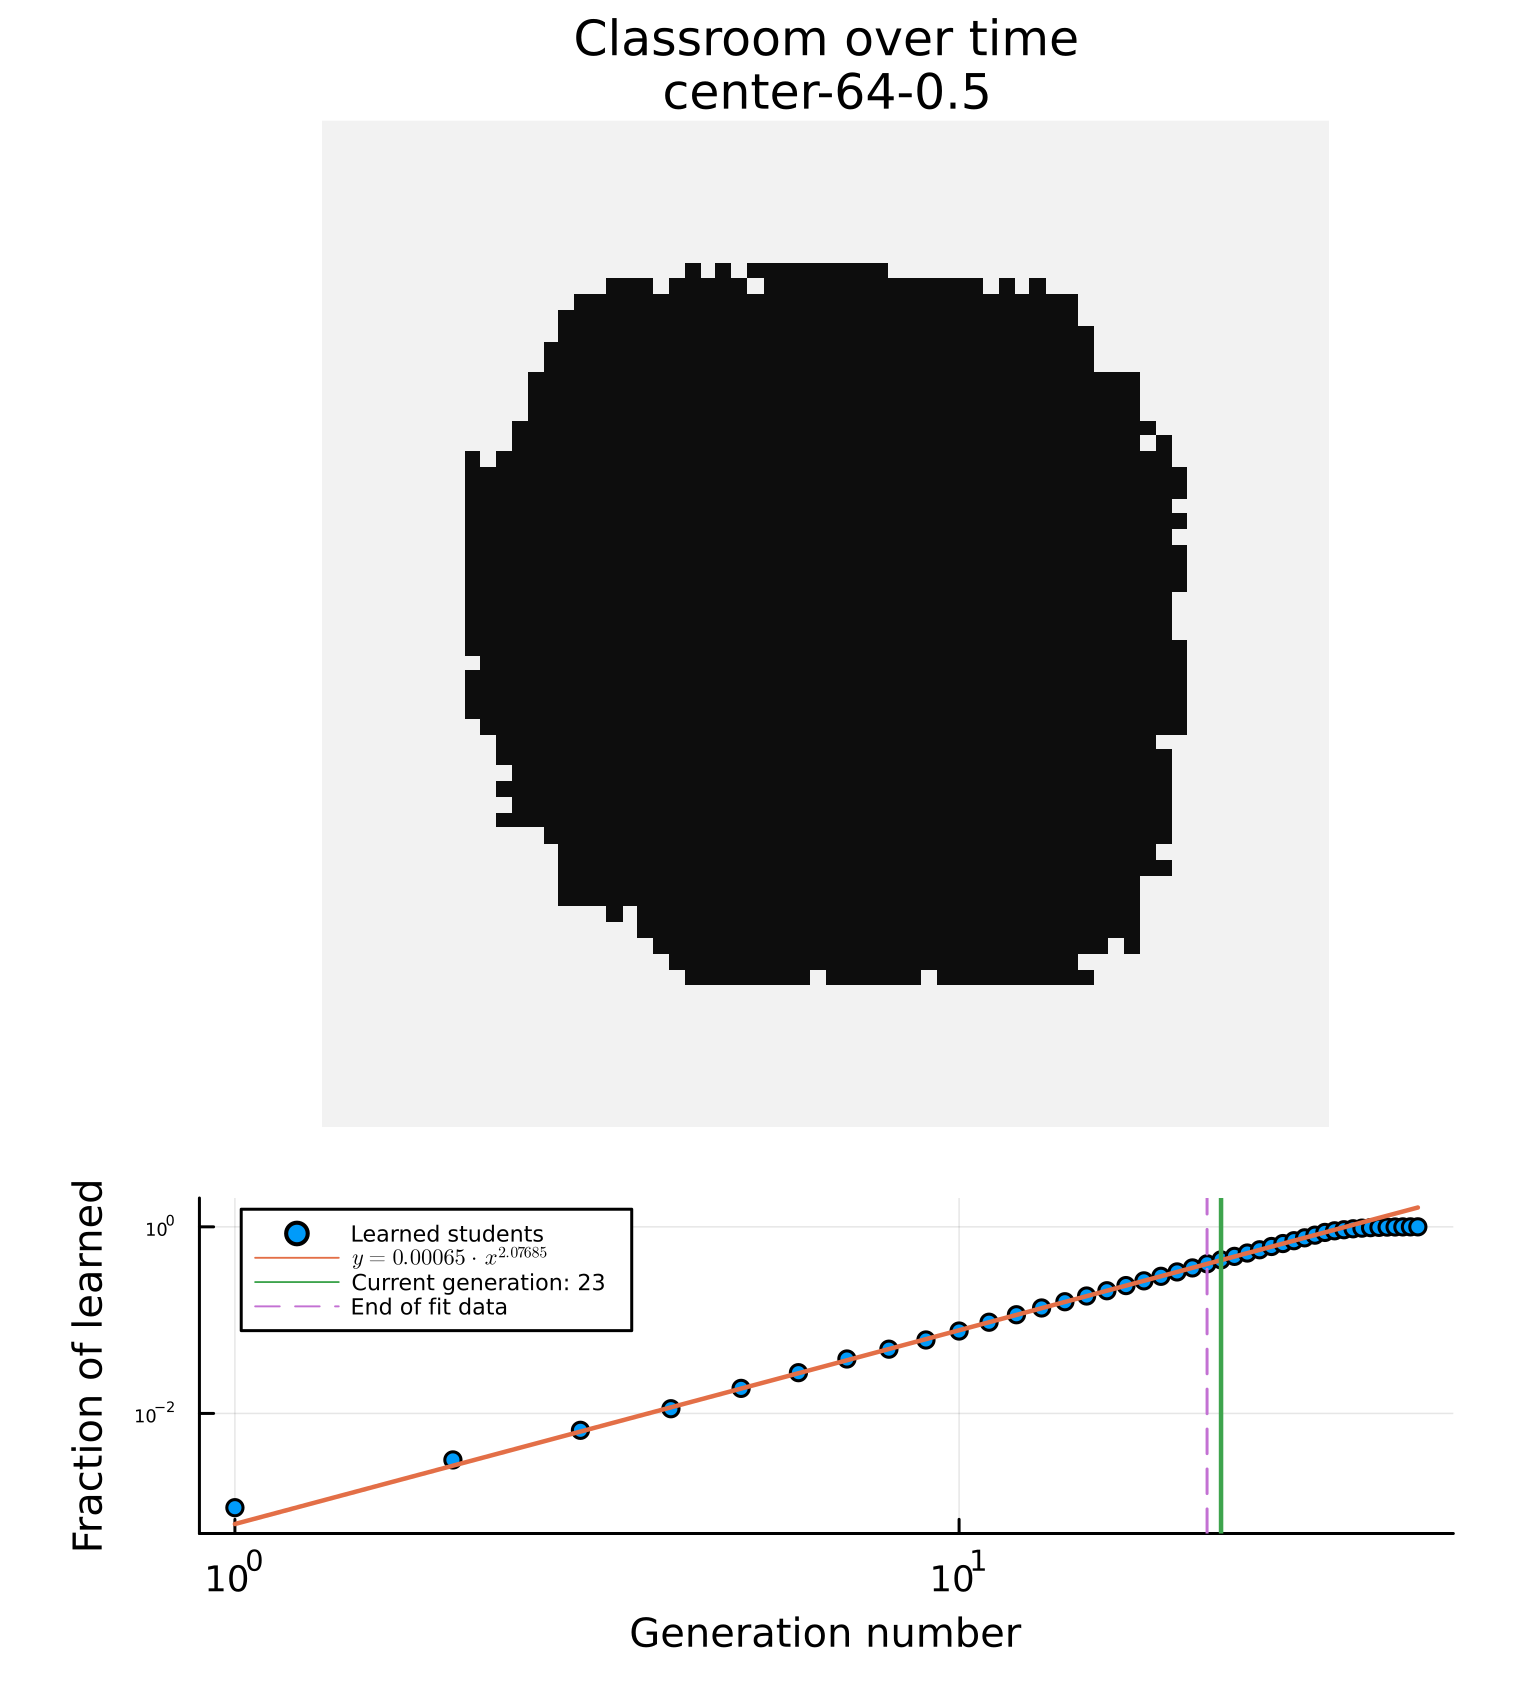 Classroom over time
center-64-0.5
Fraction of learned
10^0
10^-2
Learned students
y = 0.00065 · x^2.07685
Current generation: 23
End of fit data
10^0
10^1
Generation number